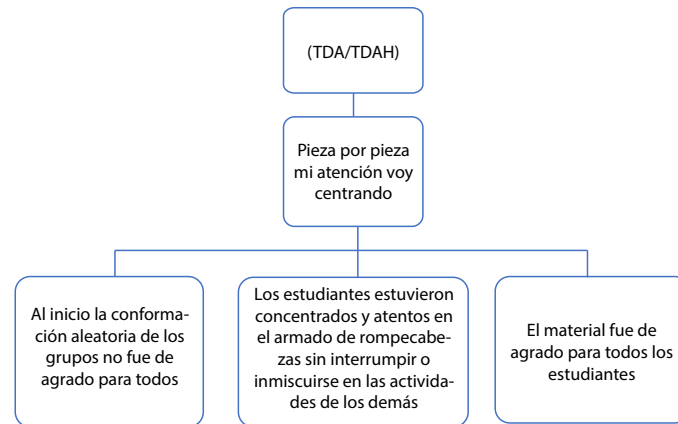 (TDA/TDAH)
Pieza por pieza
mi atención voy
centrando
Al inicio la conforma-
ción aleatoria de los
grupos no fue de
agrado para todos
Los estudiantes estuvieron
concentrados y atentos en
el armado de rompecabe-
zas sin interrumpir o
inmiscuirse en las activida-
des de los demás
El material fue de
agrado para todos los
estudiantes